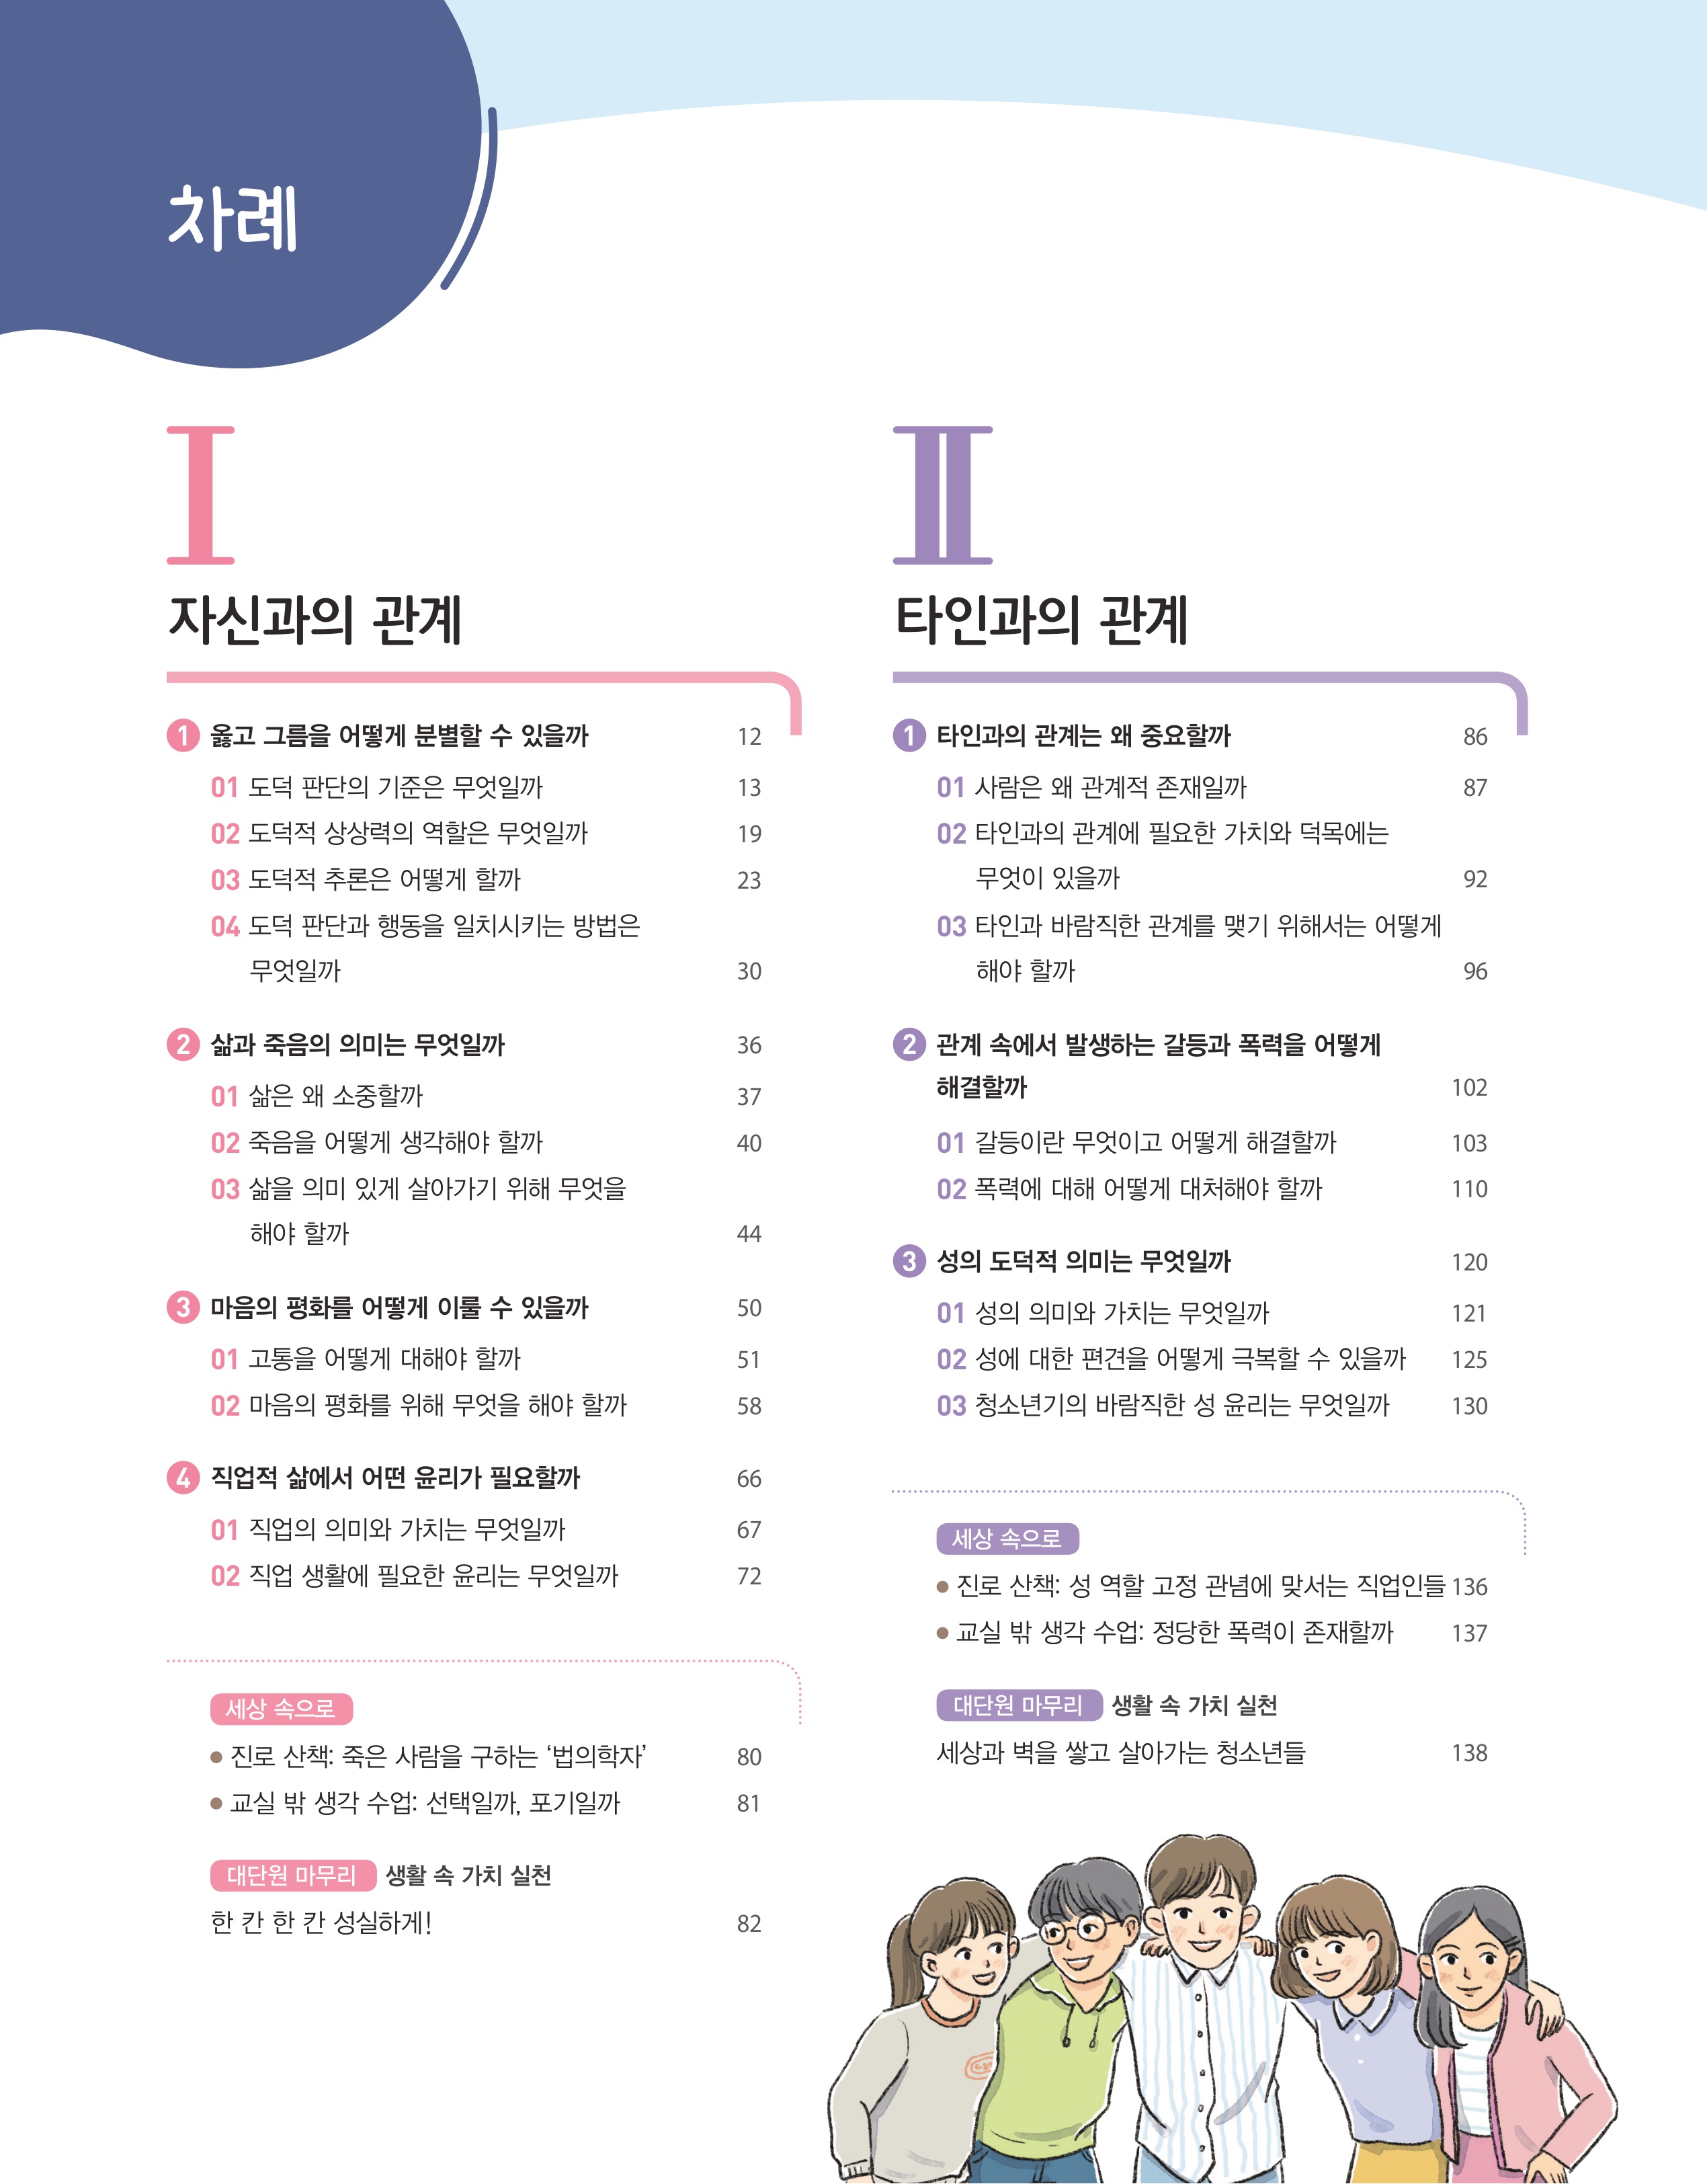 차례
I
자신과의 관계
1 옳고 그름을 어떻게 분별할 수 있을까 12
01 도덕 판단의 기준은 무엇일까 13
02 도덕적 상상력의 역할은 무엇일까 19
03 도덕적 추론은 어떻게 할까 23
04 도덕 판단과 행동을 일치시키는 방법은
무엇일까 30
2 삶과 죽음의 의미는 무엇일까 36
01 삶은 왜 소중할까 37
02 죽음을 어떻게 생각해야 할까 40
03 삶을 의미 있게 살아가기 위해 무엇을
해야 할까 44
3 마음의 평화를 어떻게 이룰 수 있을까 50
01 고통을 어떻게 대해야 할까 51
02 마음의 평화를 위해 무엇을 해야 할까 58
4 직업적 삶에서 어떤 윤리가 필요할까 66
01 직업의 의미와 가치는 무엇일까 67
02 직업 생활에 필요한 윤리는 무엇일까 72
세상 속으로
● 진로 산책: 죽은 사람을 구하는 ‘법의학자’ 80
● 교실 밖 생각 수업: 선택일까, 포기일까 81
대단원 마무리 생활 속 가치 실천
한 칸 한 칸 성실하게! 82
II
타인과의 관계
1 타인과의 관계는 왜 중요할까 86
01 사람은 왜 관계적 존재일까 87
02 타인과의 관계에 필요한 가치와 덕목에는
무엇이 있을까 92
03 타인과 바람직한 관계를 맺기 위해서는 어떻게
해야 할까 96
2 관계 속에서 발생하는 갈등과 폭력을 어떻게
해결할까 102
01 갈등이란 무엇이고 어떻게 해결할까 103
02 폭력에 대해 어떻게 대처해야 할까 110
3 성의 도덕적 의미는 무엇일까 120
01 성의 의미와 가치는 무엇일까 121
02 성에 대한 편견을 어떻게 극복할 수 있을까 125
03 청소년기의 바람직한 성 윤리는 무엇일까 130
세상 속으로
● 진로 산책: 성 역할 고정 관념에 맞서는 직업인들 136
● 교실 밖 생각 수업: 정당한 폭력이 존재할까 137
대단원 마무리 생활 속 가치 실천
세상과 벽을 쌓고 살아가는 청소년들 138